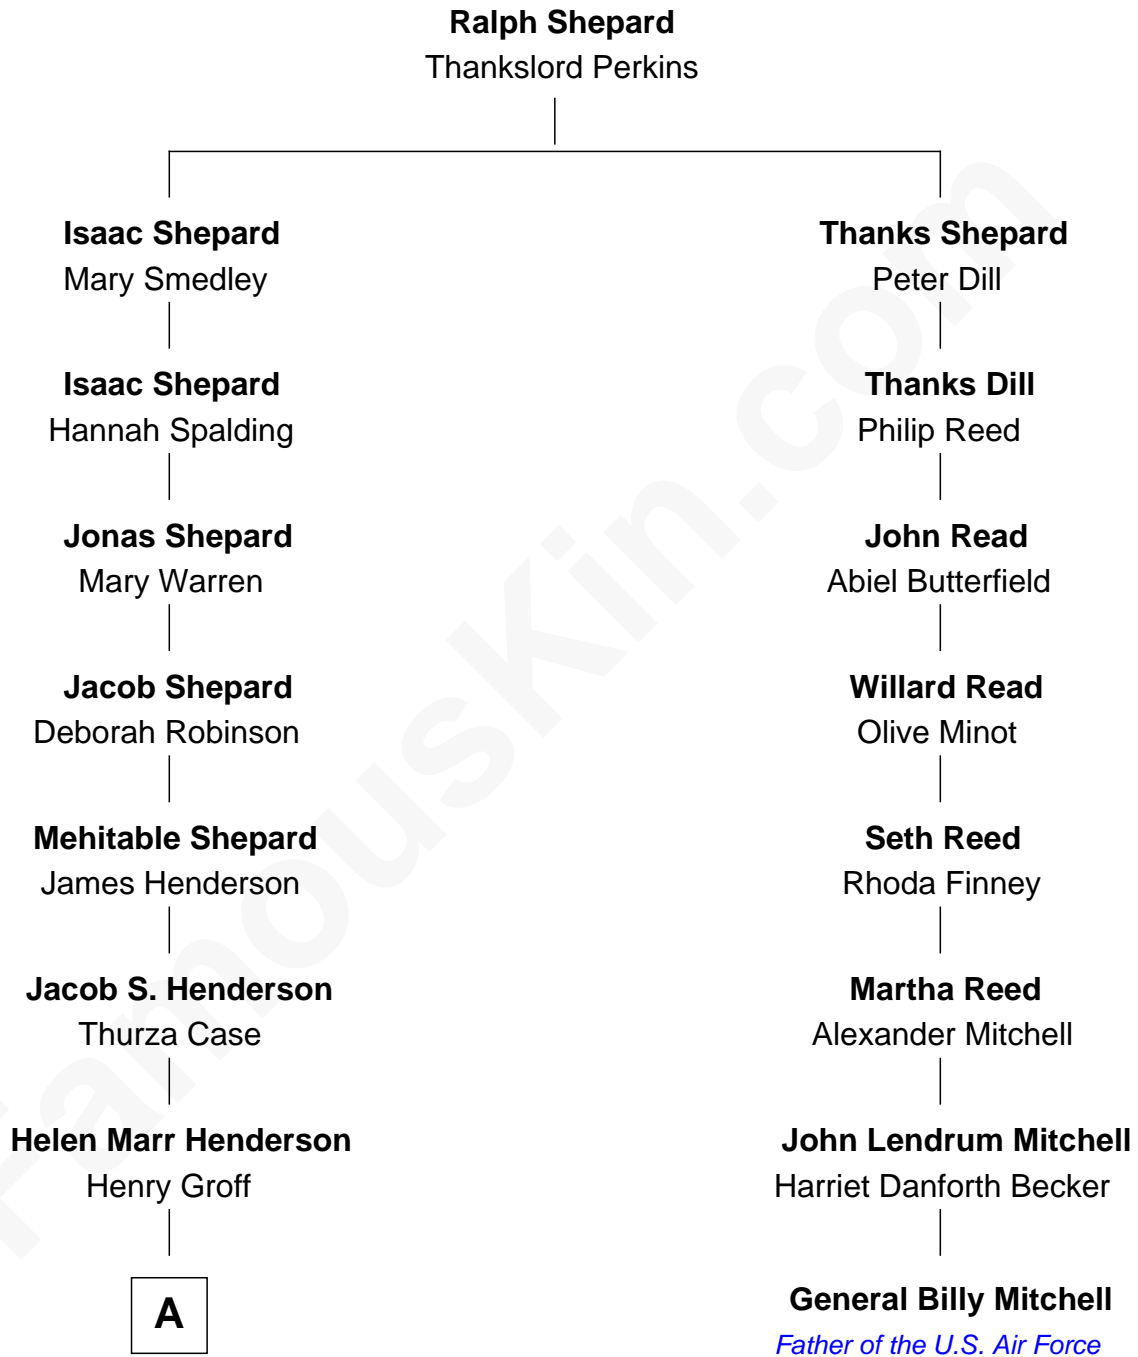 Ralph Shepard
Thankslord Perkins
Isaac Shepard
Mary Smedley
Isaac Shepard
Hannah Spalding
Jonas Shepard
Mary Warren
Jacob Shepard
Deborah Robinson
Mehitable Shepard
James Henderson
Jacob S. Henderson
Thurza Case
Helen Marr Henderson
Henry Groff
A
Thanks Shepard
Peter Dill
Thanks Dill
Philip Reed
John Read
Abiel Butterfield
Willard Read
Olive Minot
Seth Reed
Rhoda Finney
Martha Reed
Alexander Mitchell
John Lendrum Mitchell
Harriet Danforth Becker
General Billy Mitchell
Father of the U.S. Air Force
FamousKin.com